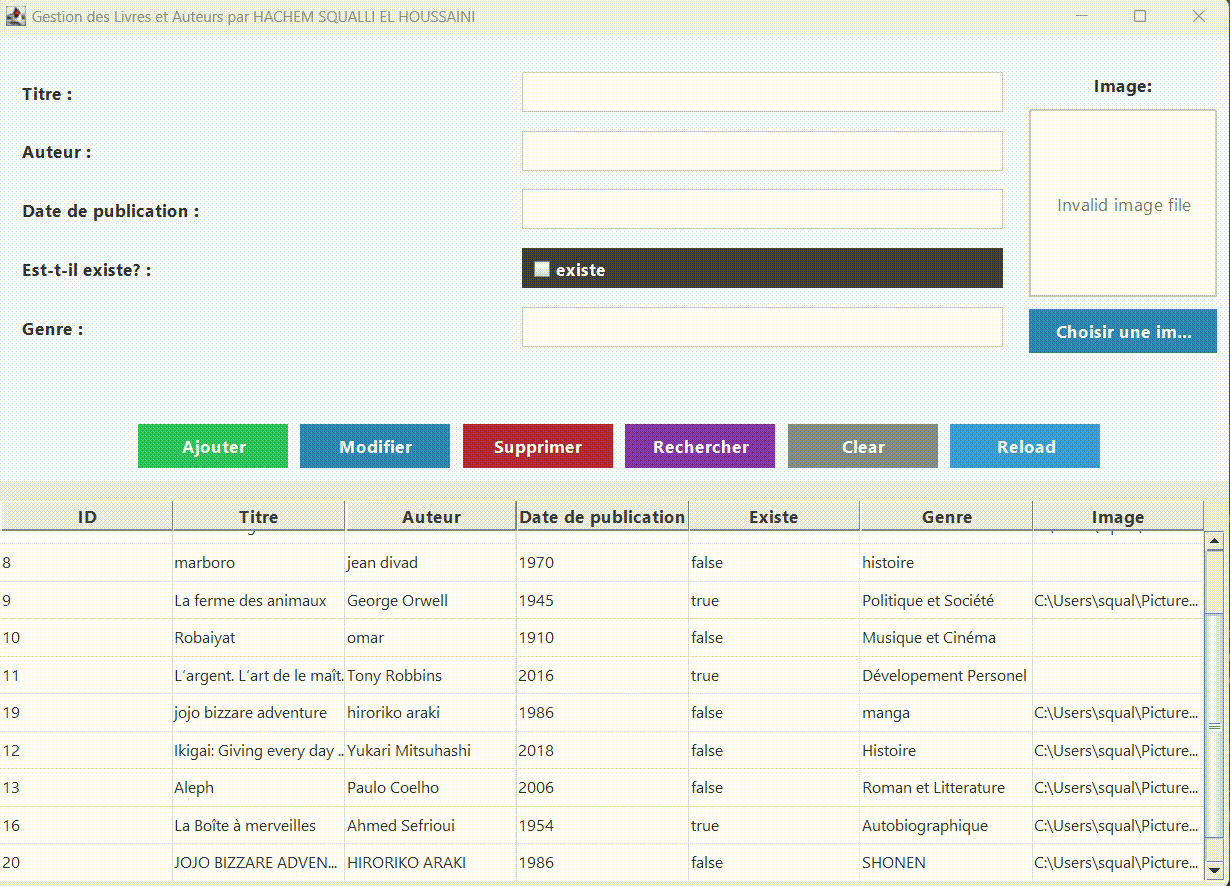 Gestion des Livres et Auteurs par HACHEM SQUALLI EL HOUSSAINI
Titre :
Image:
Auteur :
Date de publication :
Invalid image file
Est-t-il existe? :
existe
Genre :
Choisir une im...
Ajouter Modifier Supprimer Rechercher Clear Reload
ID Titre Auteur Date de publication Existe Genre Image
8 marboro jean divad 1970 false histoire
9 La ferme des animaux George Orwell 1945 true Politique et Société C:\Users\squal\Picture...
10 Robaiyat omar 1910 false Musique et Cinéma
11 L'argent. L'art de le maît. Tony Robbins 2016 true Dévelopement Personel
19 jojo bizzare adventure hiroriko araki 1986 false manga C:\Users\squal\Picture...
12 Ikigai: Giving every day .. Yukari Mitsuhashi 2018 false Histoire C:\Users\squal\Picture...
13 Aleph Paulo Coelho 2006 false Roman et Litterature C:\Users\squal\Picture...
16 La Boîte à merveilles Ahmed Sefrioui 1954 true Autobiographique C:\Users\squal\Picture...
20 JOJO BIZZARE ADVEN... HIRORIKO ARAKI 1986 false SHONEN C:\Users\squal\Picture...